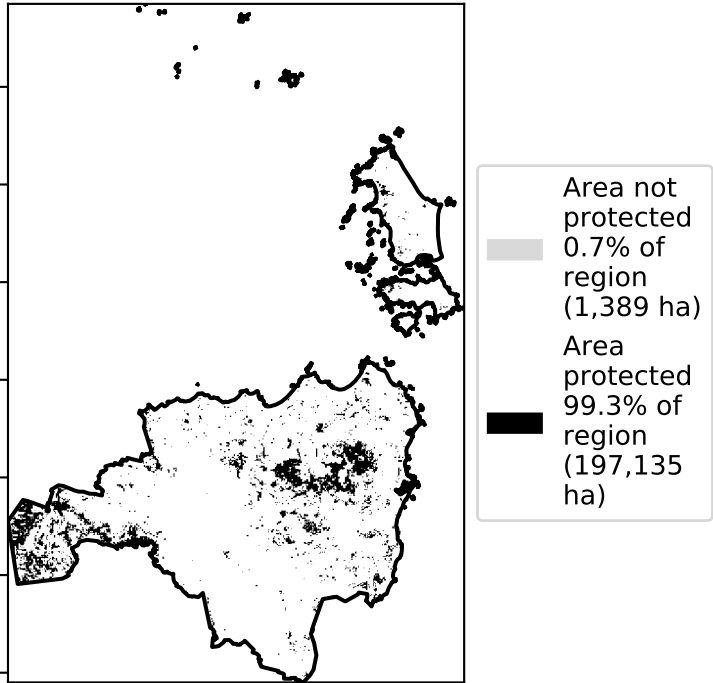 Area not
protected
0.7% of
region
(1,389 ha)
Area
protected
99.3% of
region
(197,135
ha)